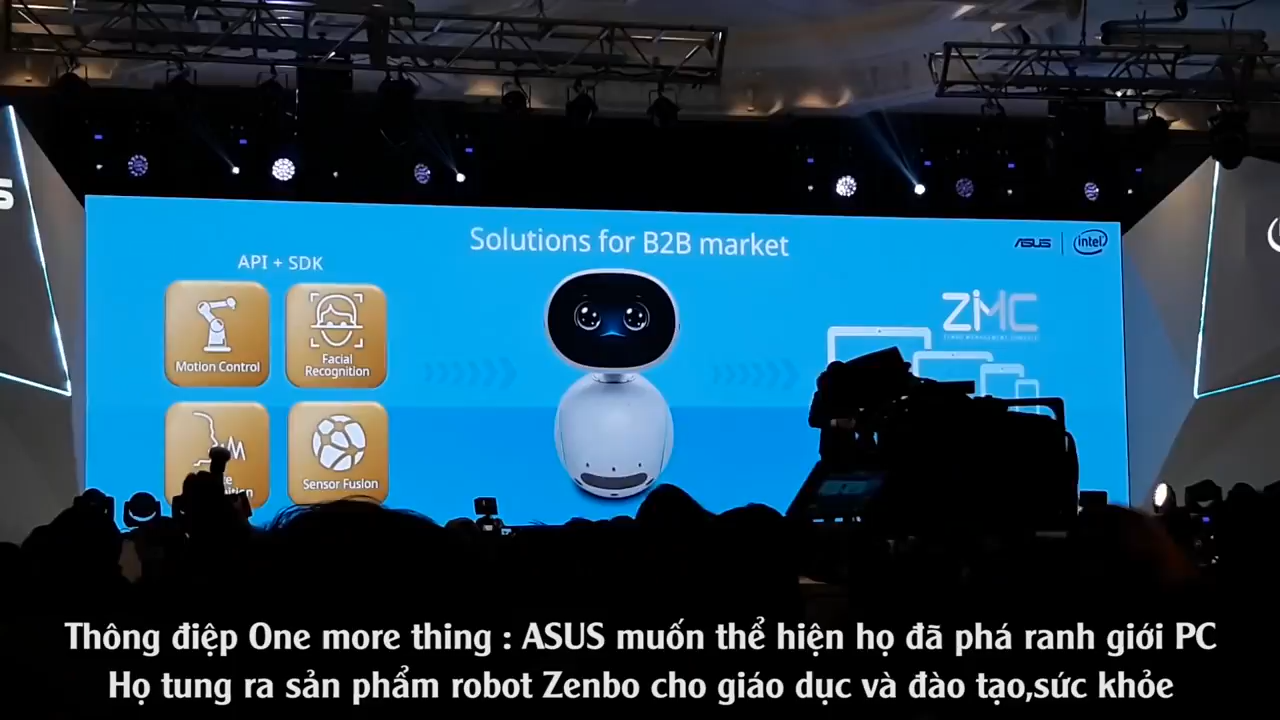 Solutions for B2B market
ASUS
intel
API + SDK
Motion Control
Facial
Recognition
ZiMC
Sensor Fusion
Thông điệp One more thing : ASUS muốn thể hiện họ đã phá ranh giới PC
Họ tung ra sản phẩm robot Zenbo cho giáo dục và đào tạo,sức khỏe